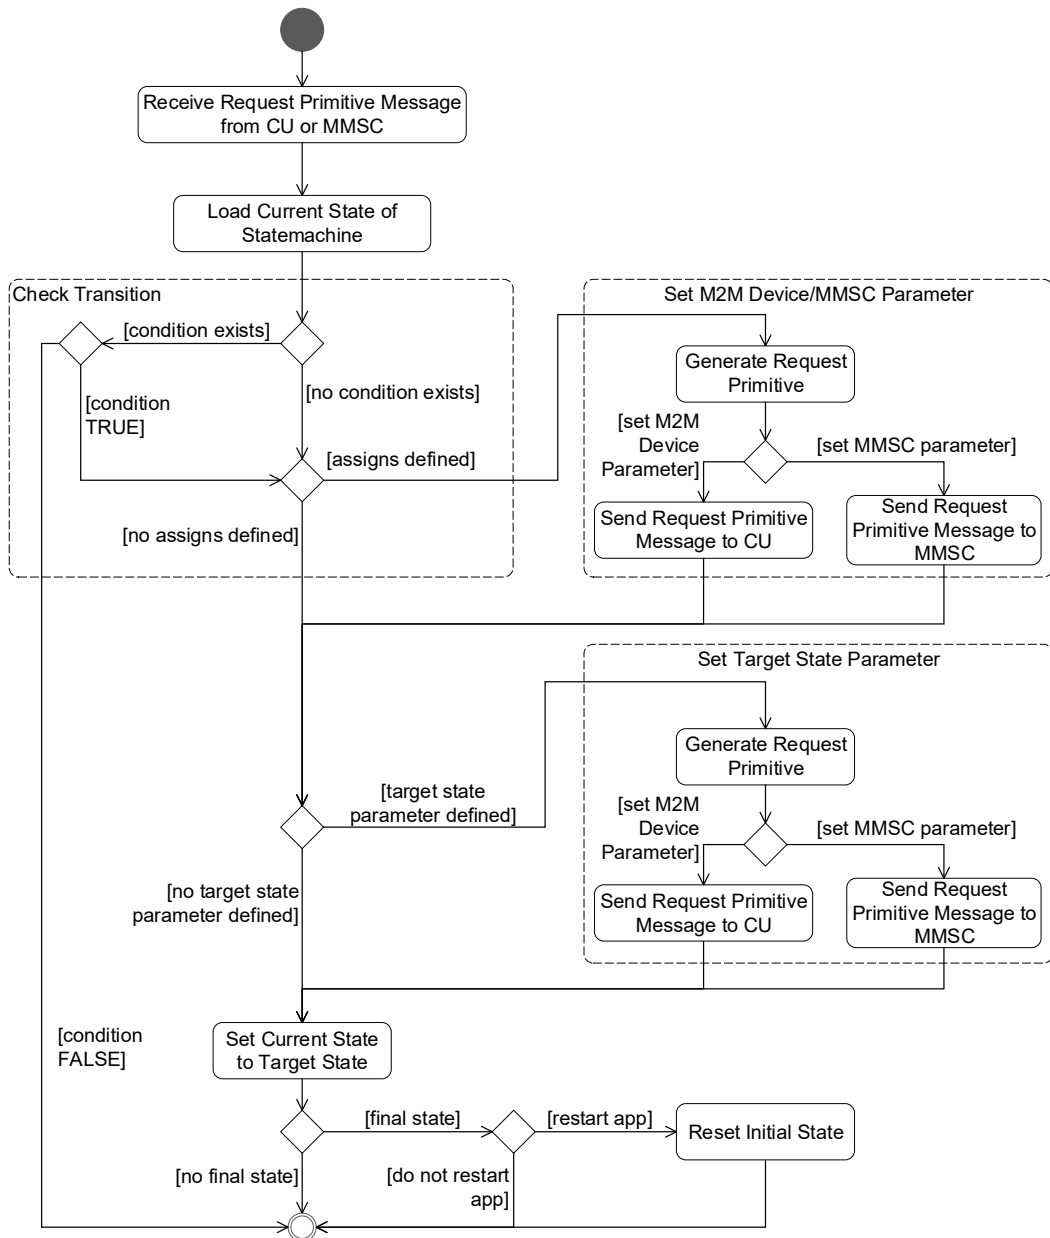 Receive Request Primitive Message
from CU or MMSC
Load Current State of
Statemachine
Check Transition
Set M2M Device/MMSC Parameter
[condition exists]
Generate Request
Primitive
[no condition exists]
[condition
TRUE]
[set M2M
Device
Parameter]
[set MMSC parameter]
[assigns defined]
Send Request Primitive
Message to CU
Send Request
Primitive Message to
MMSC
[no assigns defined]
Set Target State Parameter
Generate Request
Primitive
[target state
parameter defined]
[set M2M
Device
Parameter]
[set MMSC parameter]
[no target state
parameter defined]
Send Request Primitive
Message to CU
Send Request
Primitive Message to
MMSC
[condition
FALSE]
Set Current State
to Target State
[final state]
[restart app]
Reset Initial State
[no final state]
[do not restart
app]